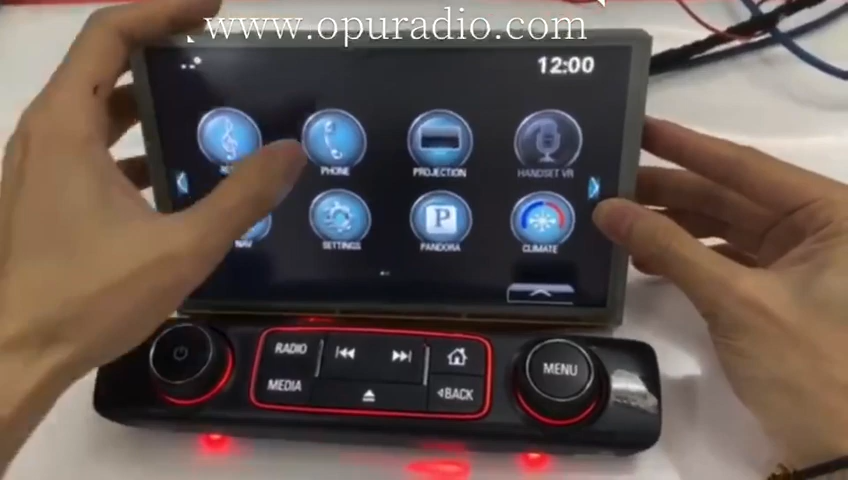 www.opuradio.com
12:00
PHONE
PROJECTION
HANDSET VR
NAV
SETTINGS
P
PANDORA
CLIMATE
RADIO
MEDIA
BACK
MENU